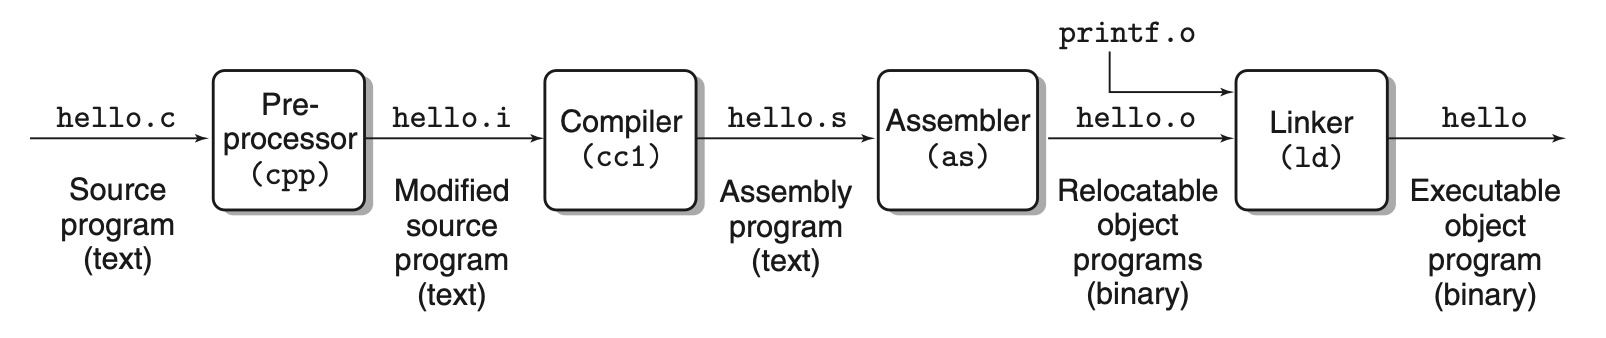 printf.o
hello.c
Pre-
processor
(cpp)
hello.i
Compiler
(cc1)
hello.s
Assembler
(as)
hello.o
Linker
(ld)
hello
Source
program
(text)
Modified
source
program
(text)
Assembly
program
(text)
Relocatable
object
programs
(binary)
Executable
object
program
(binary)